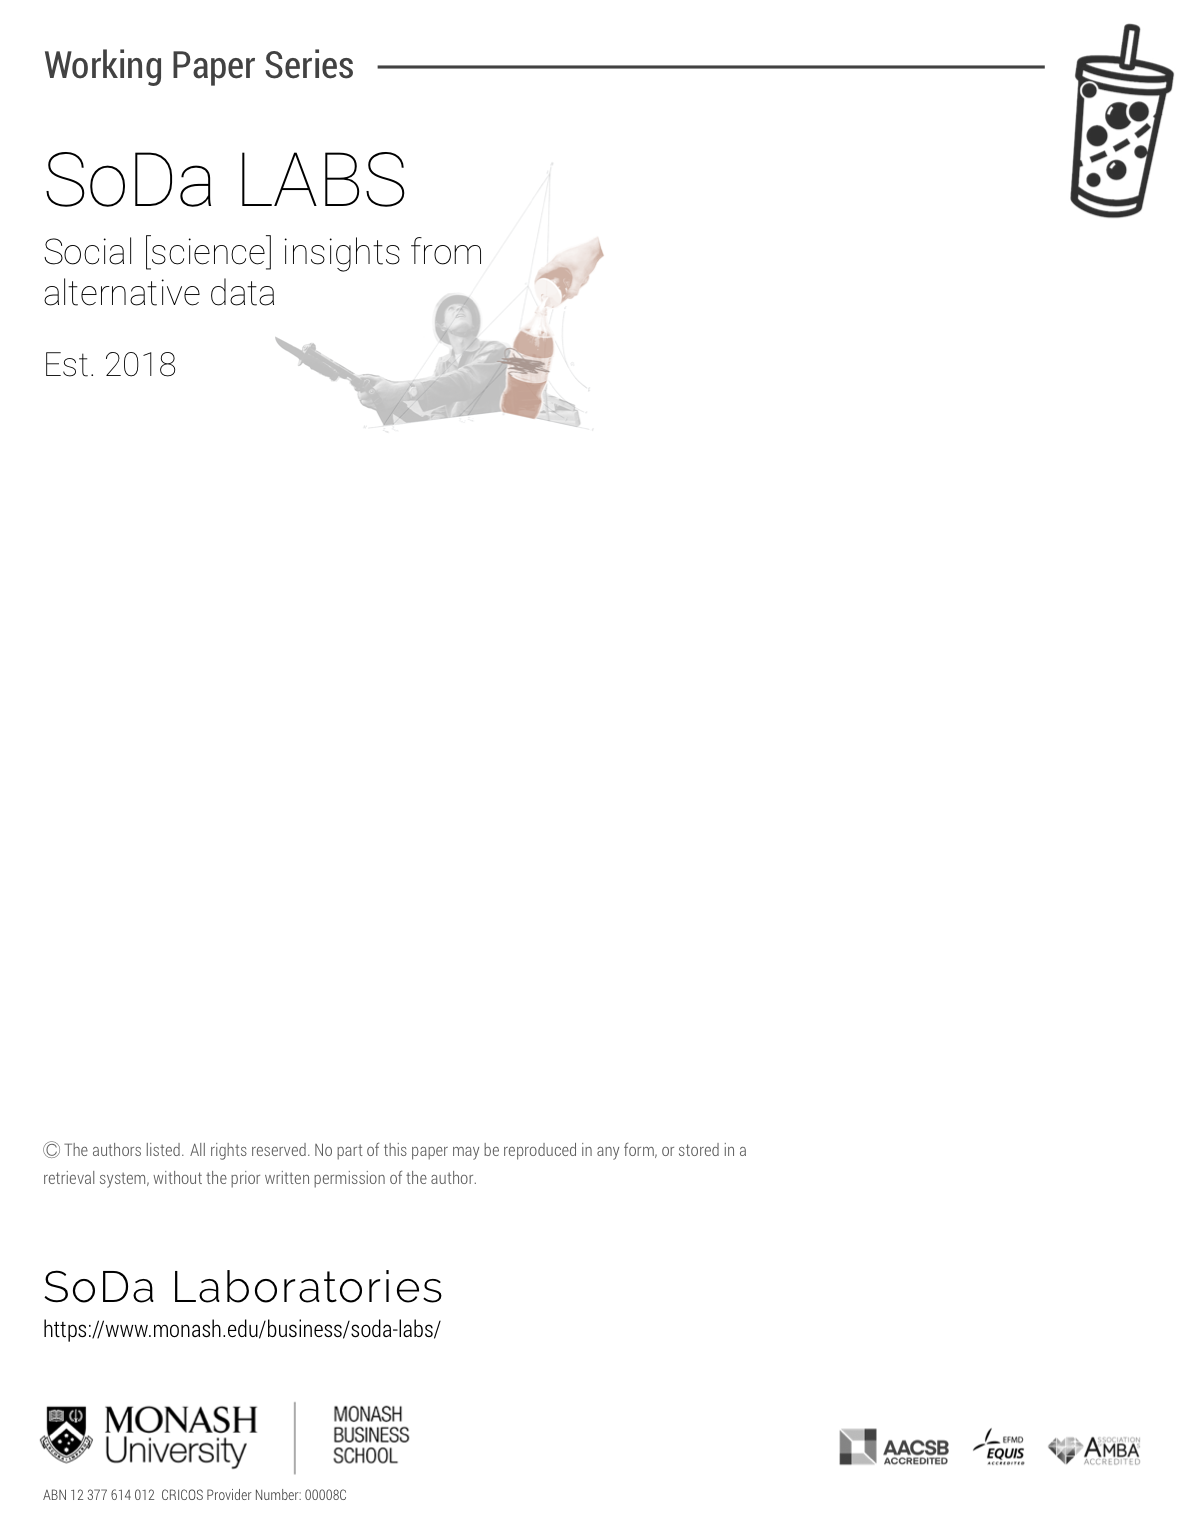 Working Paper Series
SoDa LABS
Social [science] insights from
alternative data
Est. 2018
© The authors listed. All rights reserved. No part of this paper may be reproduced in any form, or stored in a
retrieval system, without the prior written permission of the author.
SoDa Laboratories
https://www.monash.edu/business/soda-labs/
MONASH
University
MONASH
BUSINESS
SCHOOL
AACSB
ACCREDITED
EFMD
EQUIS
ACCREDITED
ASSOCIATION
AMBA
ACCREDITED
ABN 12 377 614 012 CRICOS Provider Number: 00008C